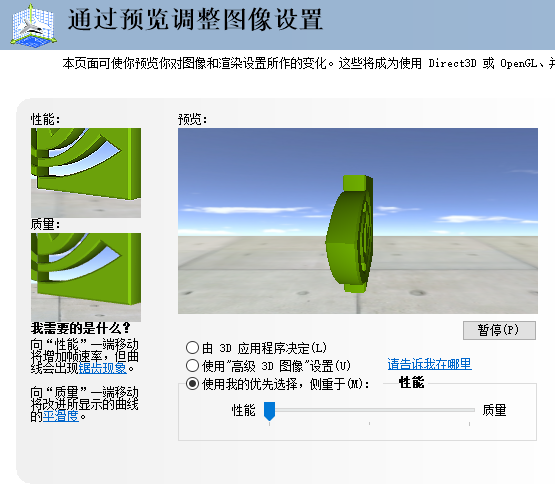 通过预览调整图像设置
本页面可使你预览你对图像和渲染设置所作的变化。这些将成为使用 Direct3D 或 OpenGL、
性能：
预览：
质量：
我需要的是什么？
向“性能”一端移动
将增加帧速率，但曲
线会出现锯齿现象。
向“质量”一端移动
将改进所显示的曲线
的平滑度。
暂停(P)
由 3D 应用程序决定(L)
使用"高级 3D 图像"设置(U)
请告诉我在哪里
使用我的优先选择，侧重于(M)： 性能
性能
质量